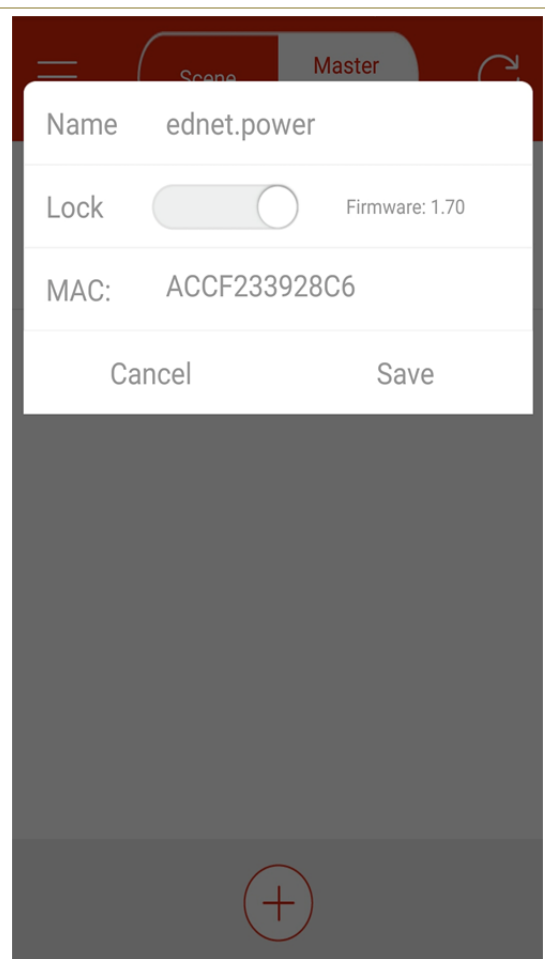 Scene Master
Name ednet.power
Lock Firmware: 1.70
MAC: ACCF233928C6
Cancel Save